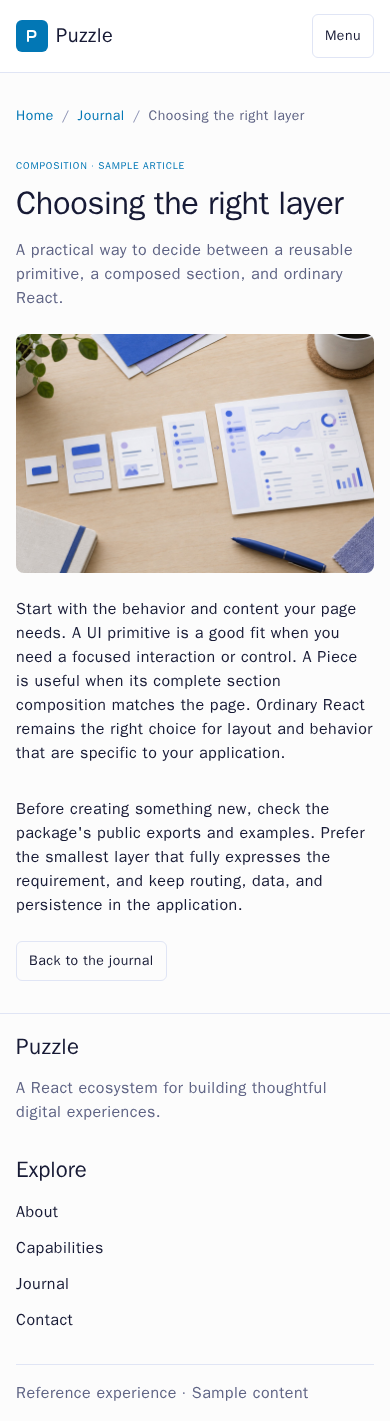 P Puzzle
Menu
Home / Journal / Choosing the right layer
COMPOSITION · SAMPLE ARTICLE
Choosing the right layer
A practical way to decide between a reusable
primitive, a composed section, and ordinary
React.
Start with the behavior and content your page
needs. A UI primitive is a good fit when you
need a focused interaction or control. A Piece
is useful when its complete section
composition matches the page. Ordinary React
remains the right choice for layout and behavior
that are specific to your application.
Before creating something new, check the
package's public exports and examples. Prefer
the smallest layer that fully expresses the
requirement, and keep routing, data, and
persistence in the application.
Back to the journal
Puzzle
A React ecosystem for building thoughtful
digital experiences.
Explore
About
Capabilities
Journal
Contact
Reference experience · Sample content